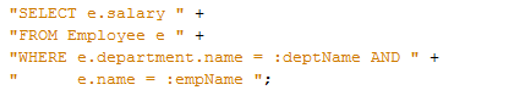 "SELECT e.salary " +
"FROM Employee e " +
"WHERE e.department.name = :deptName AND " +
"      e.name = :empName ";